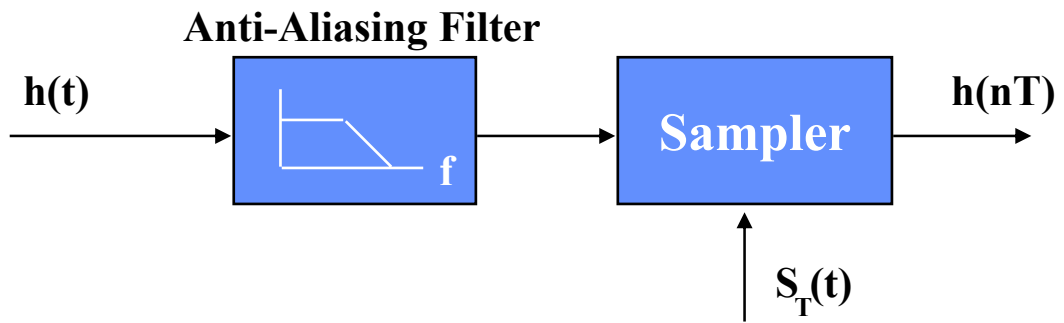 Anti-Aliasing Filter
h(t)
f
Sampler
h(nT)
S_T(t)